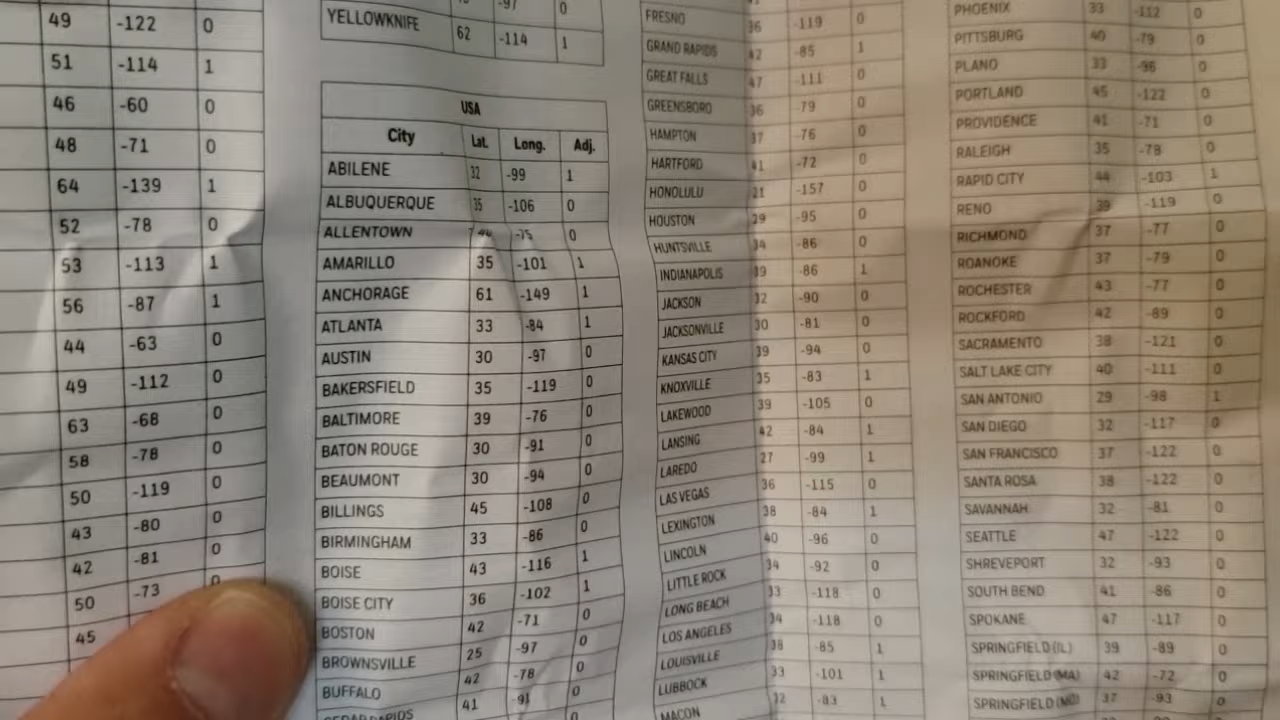 49 -122 0
51 -114 1
46 -60 0
48 -71 0
64 -139 1
52 -78 0
53 -113 1
56 -87 1
44 -63 0
49 -112 0
63 -68 0
58 -78 0
50 -119 0
43 -80 0
42 -81 0
50 -73 0
45
-97 0
YELLOWKNIFE 62 -114 1
USA
City Lat. Long. Adj.
ABILENE 32 -99 1
ALBUQUERQUE 35 -106 0
ALLENTOWN 40 -75 0
AMARILLO 35 -101 1
ANCHORAGE 61 -149 1
ATLANTA 33 -84 1
AUSTIN 30 -97 0
BAKERSFIELD 35 -119 0
BALTIMORE 39 -76 0
BATON ROUGE 30 -91 0
BEAUMONT 30 -94 0
BILLINGS 45 -108 0
BIRMINGHAM 33 -86 0
BOISE 43 -116 1
BOISE CITY 36 -102 1
BOSTON 42 -71 0
BROWNSVILLE 25 -97 0
BUFFALO 42 -78 0
CEDAR RAPIDS 41 -91 0
FRESNO 36 -119 0
GRAND RAPIDS 42 -85 1
GREAT FALLS 47 -111 0
GREENSBORO 36 -79 0
HAMPTON 37 -76 0
HARTFORD 41 -72 0
HONOLULU 21 -157 0
HOUSTON 29 -95 0
HUNTSVILLE 34 -86 0
INDIANAPOLIS 39 -86 1
JACKSON 32 -90 0
JACKSONVILLE 30 -81 0
KANSAS CITY 39 -94 0
KNOXVILLE 35 -83 1
LAKEWOOD 39 -105 0
LANSING 42 -84 1
LAREDO 27 -99 1
LAS VEGAS 36 -115 0
LEXINGTON 38 -84 1
LINCOLN 40 -96 0
LITTLE ROCK 34 -92 0
LONG BEACH 33 -118 0
LOS ANGELES 34 -118 0
LOUISVILLE 38 -85 1
LUBBOCK 33 -101 1
MACON 32 -83 1
PHOENIX 33 -112 0
PITTSBURG 40 -79 0
PLANO 33 -96 0
PORTLAND 45 -122 0
PROVIDENCE 41 -71 0
RALEIGH 35 -78 0
RAPID CITY 44 -103 1
RENO 39 -119 0
RICHMOND 37 -77 0
ROANOKE 37 -79 0
ROCHESTER 43 -77 0
ROCKFORD 42 -89 0
SACRAMENTO 38 -121 0
SALT LAKE CITY 40 -111 0
SAN ANTONIO 29 -98 1
SAN DIEGO 32 -117 0
SAN FRANCISCO 37 -122 0
SANTA ROSA 38 -122 0
SAVANNAH 32 -81 0
SEATTLE 47 -122 0
SHREVEPORT 32 -93 0
SOUTH BEND 41 -86 0
SPOKANE 47 -117 0
SPRINGFIELD (IL) 39 -89 0
SPRINGFIELD (MA) 42 -72 0
SPRINGFIELD (MO) 37 -93 0